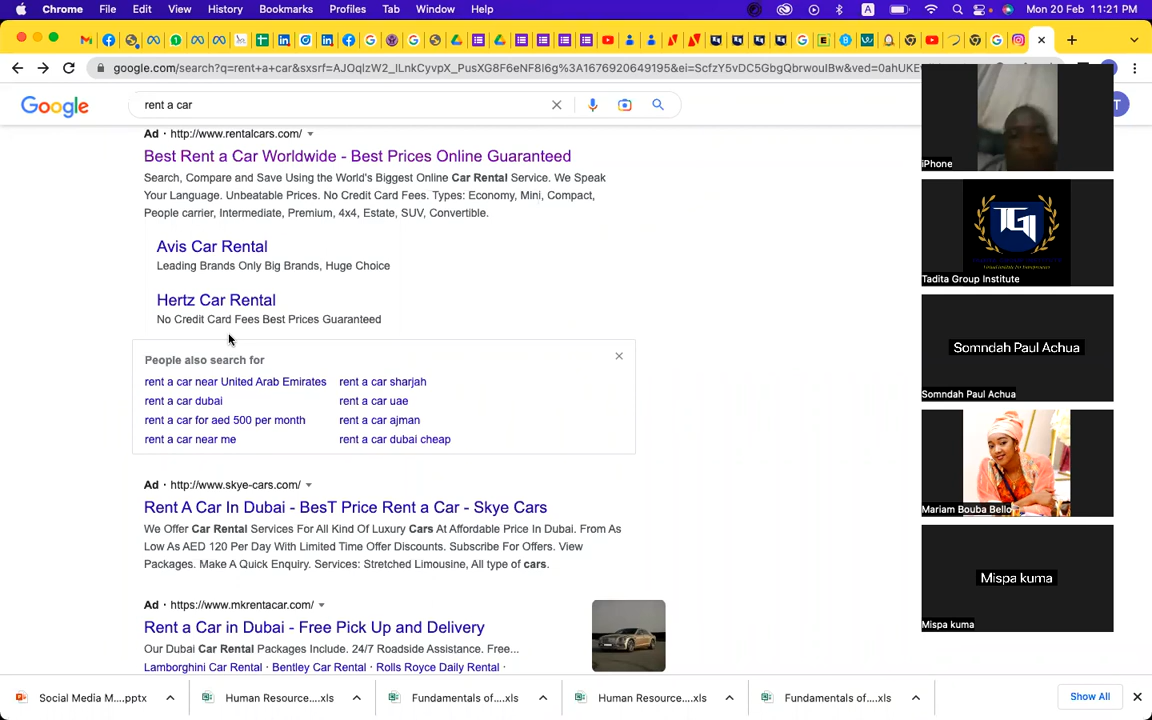 Chrome File Edit View History Bookmarks Profiles Tab Window Help
A Mon 20 Feb 11:21 PM
google.com/search?q=rent+a+car&sxsrf=AJOqlzW2_lLnkCyvpX_PusXG8F6eNF8I6g%3A1676920649195&ei=ScfzY5vDC5GbgQbrwouIBw&ved=0ahUKE
Google
rent a car
T
Ad · http://www.rentalcars.com/
Best Rent a Car Worldwide - Best Prices Online Guaranteed
Search, Compare and Save Using the World's Biggest Online Car Rental Service. We Speak
Your Language. Unbeatable Prices. No Credit Card Fees. Types: Economy, Mini, Compact,
People carrier, Intermediate, Premium, 4x4, Estate, SUV, Convertible.
Avis Car Rental
Leading Brands Only Big Brands, Huge Choice
Hertz Car Rental
No Credit Card Fees Best Prices Guaranteed
People also search for
rent a car near United Arab Emirates rent a car sharjah
rent a car dubai rent a car uae
rent a car for aed 500 per month rent a car ajman
rent a car near me rent a car dubai cheap
Ad · http://www.skye-cars.com/
Rent A Car In Dubai - BesT Price Rent a Car - Skye Cars
We Offer Car Rental Services For All Kind Of Luxury Cars At Affordable Price In Dubai. From As
Low As AED 120 Per Day With Limited Time Offer Discounts. Subscribe For Offers. View
Packages. Make A Quick Enquiry. Services: Stretched Limousine, All type of cars.
Ad · https://www.mkrentacar.com/
Rent a Car in Dubai - Free Pick Up and Delivery
Our Dubai Car Rental Packages Include. 24/7 Roadside Assistance. Free...
Lamborghini Car Rental · Bentley Car Rental · Rolls Royce Daily Rental ·
iPhone
TGI
Tadita Group Institute
Somndah Paul Achua
Somndah Paul Achua
Mariam Bouba Bello
Mispa kuma
Mispa kuma
Social Media M....pptx Human Resource....xls Fundamentals of....xls Human Resource....xls Fundamentals of....xls Show All